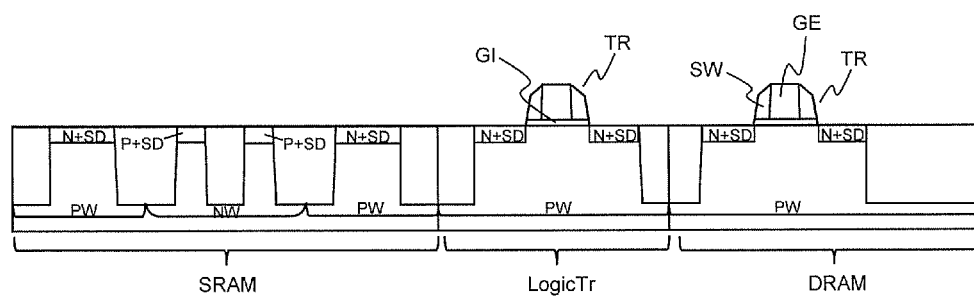 GE
GI TR SW TR
N+SD P+SD P+SD N+SD N+SD N+SD N+SD N+SD
PW NW PW PW PW
SRAM LogicTr DRAM